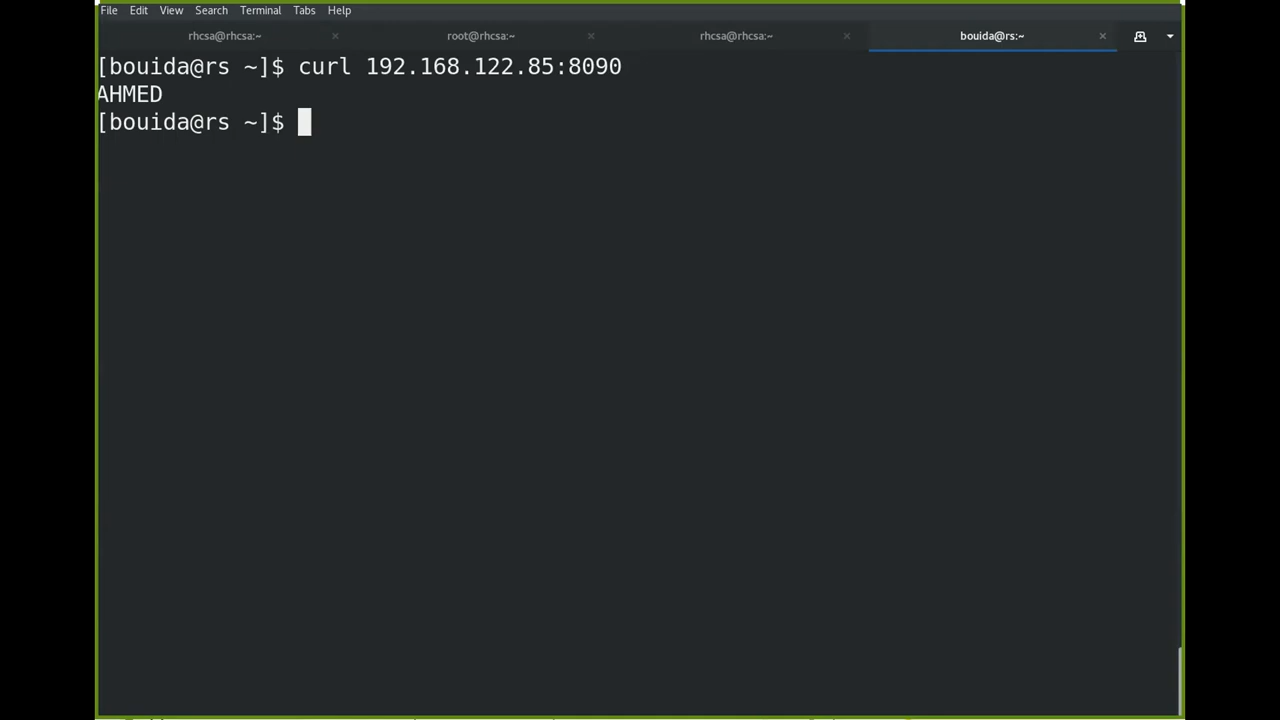 File Edit View Search Terminal Tabs Help
rhcsa@rhcsa:~ × root@rhcsa:~ × rhcsa@rhcsa:~ × bouida@rs:~ ×
[bouida@rs ~]$ curl 192.168.122.85:8090
AHMED
[bouida@rs ~]$